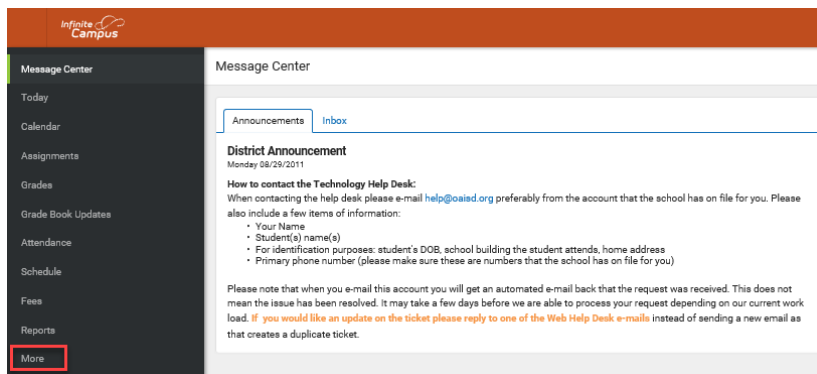 Infinite
Campus
Message Center
Today
Calendar
Assignments
Grades
Grade Book Updates
Attendance
Schedule
Fees
Reports
More
Message Center
Announcements Inbox
District Announcement
Monday 08/29/2011
How to contact the Technology Help Desk:
When contacting the help desk please e-mail help@oaisd.org preferably from the account that the school has on file for you. Please
also include a few items of information:
• Your Name
• Student(s) name(s)
• For identification purposes: student's DOB, school building the student attends, home address
• Primary phone number (please make sure these are numbers that the school has on file for you)
Please note that when you e-mail this account you will get an automated e-mail back that the request was received. This does not
mean the issue has been resolved. It may take a few days before we are able to process your request depending on our current work
load. If you would like an update on the ticket please reply to one of the Web Help Desk e-mails instead of sending a new email as
that creates a duplicate ticket.